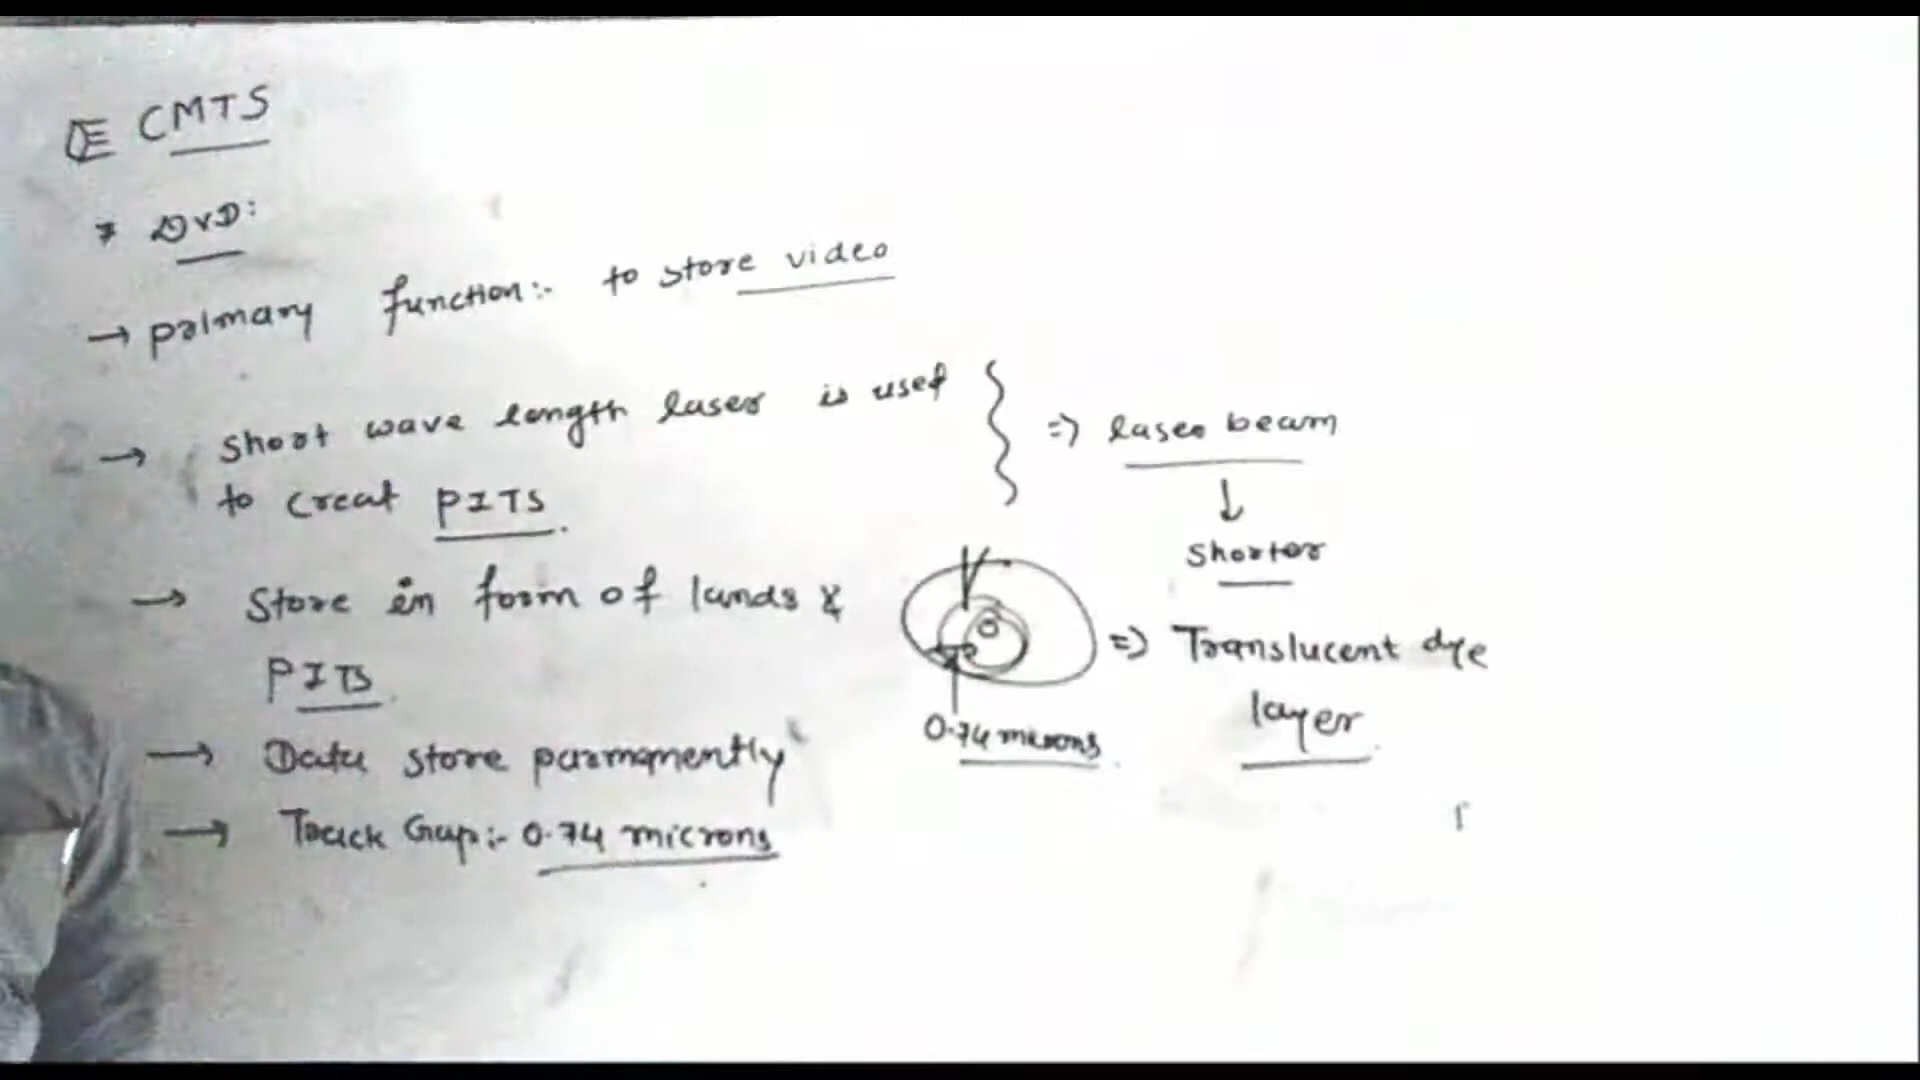 CMTS
* DVD:
→ primary function:- to store video
→ short wave length laser is used
to creat PITS.
⇒ laser beam
↓
shorter
→ Store in form of lands &
PITS.
⇒ Translucent dye
layer.
0.74 microns.
→ Data store parmanently
→ Track Gap:- 0.74 microns